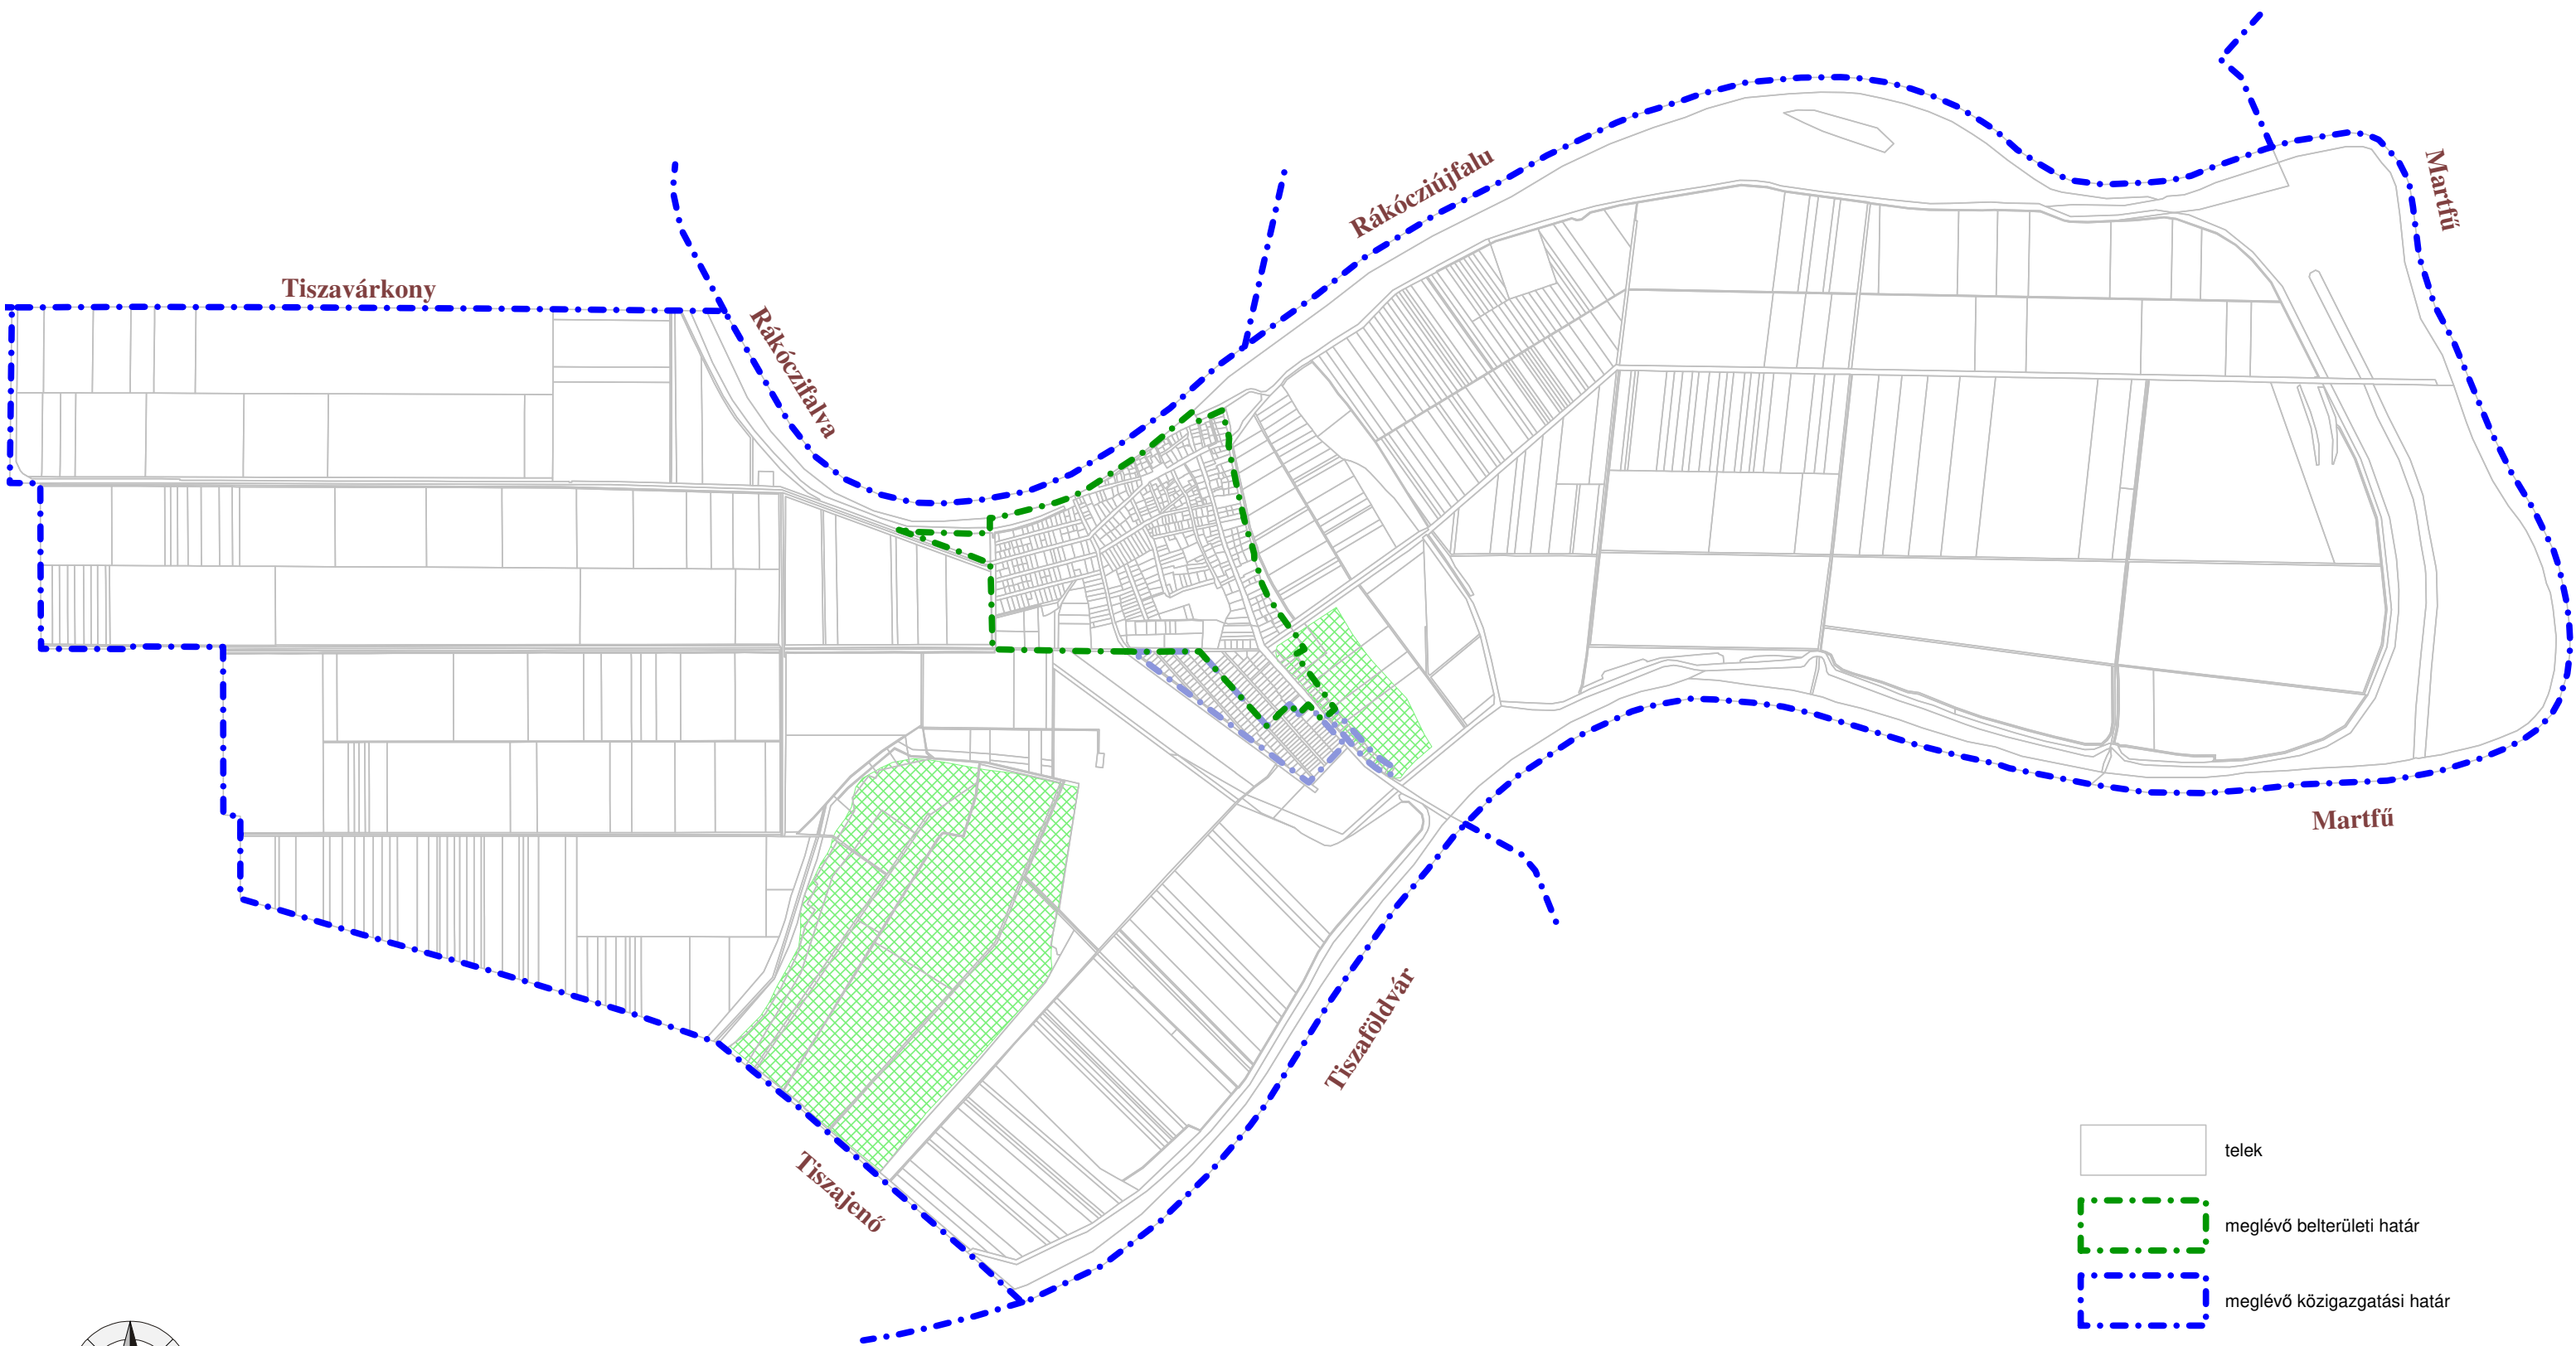 Rákócziújfalu
Martfű
Tiszavárkony
Rákóczifalva
Martfű
Tiszaföldvár
Tiszajenő
telek
meglévő belterületi határ
meglévő közigazgatási határ